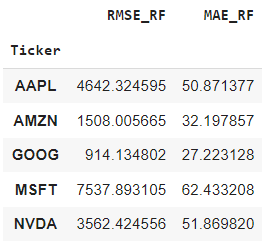 RMSE_RF MAE_RF
Ticker
AAPL 4642.324595 50.871377
AMZN 1508.005665 32.197857
GOOG 914.134802 27.223128
MSFT 7537.893105 62.433208
NVDA 3562.424556 51.869820